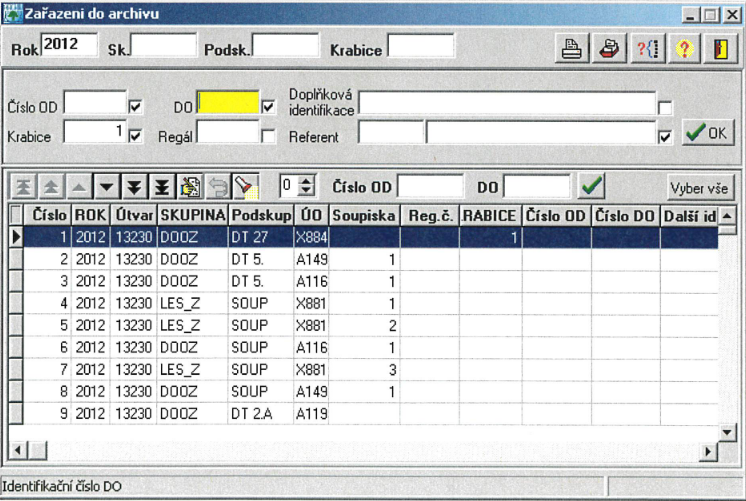 Zařazení do archivu
Rok 2012 Sk. Podsk. Krabice
Číslo OD DO Doplňková identifikace
Krabice 1 Regál Referent OK
0 Číslo OD DO Vyber vše
Číslo ROK Útvar SKUPINA Podskup ÚO Soupiska Reg.č. RABICE Číslo OD Číslo DO Další id
1 2012 13230 DOOZ DT 27 X884 1
2 2012 13230 DOOZ DT 5. A149 1
3 2012 13230 DOOZ DT 5. A116 1
4 2012 13230 LES_Z SOUP X881 1
5 2012 13230 LES_Z SOUP X881 2
6 2012 13230 DOOZ SOUP A116 1
7 2012 13230 LES_Z SOUP X881 3
8 2012 13230 DOOZ SOUP A149 1
9 2012 13230 DOOZ DT 2.A A119
Identifikační číslo DO